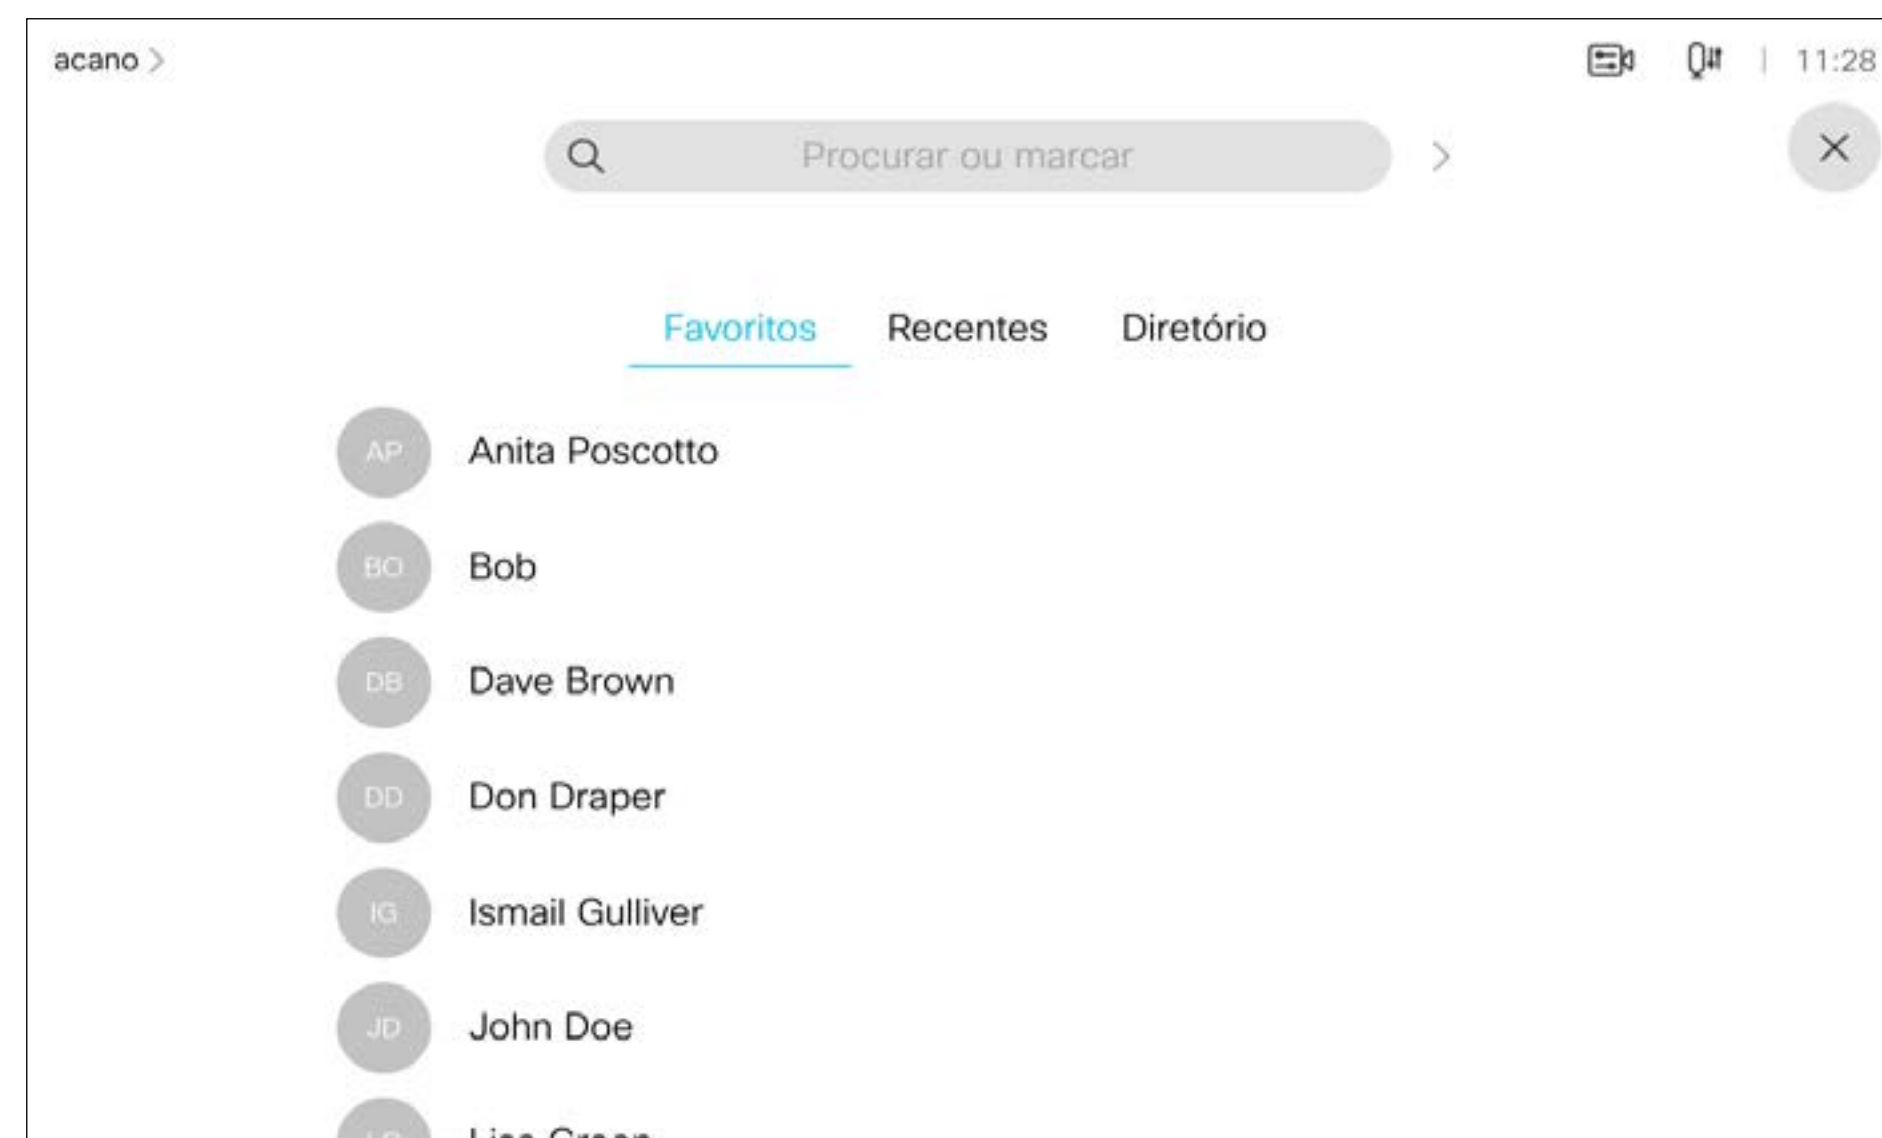 acano
11:28
Procurar ou marcar
Favoritos Recentes Diretório
AP Anita Poscotto
BO Bob
DB Dave Brown
DD Don Draper
IG Ismail Gulliver
JD John Doe